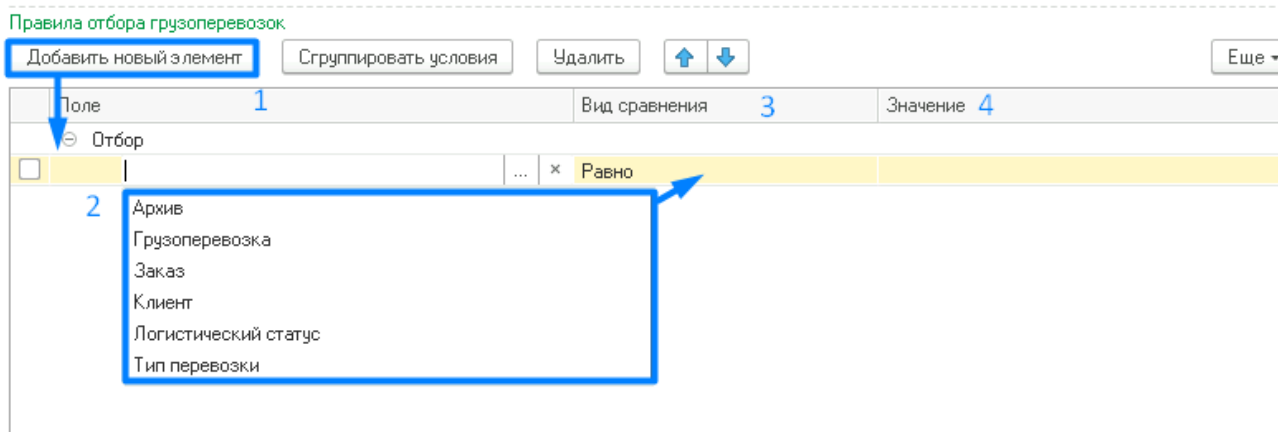 Правила отбора грузоперевозок
Добавить новый элемент Сгруппировать условия Удалить Еще
Поле 1 Вид сравнения 3 Значение 4
Отбор
... × Равно
2
Архив
Грузоперевозка
Заказ
Клиент
Логистический статус
Тип перевозки